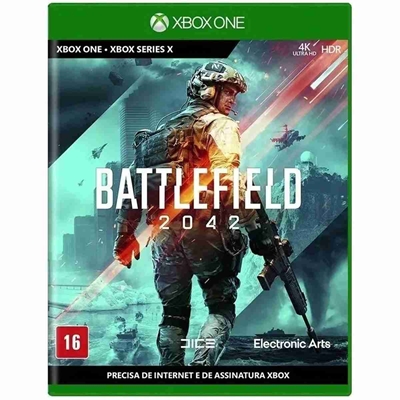 XBOX ONE
XBOX ONE • XBOX SERIES X
4K
ULTRA HD
HDR
BATTLEFIELD
2042
16
DICE
Electronic Arts
PRECISA DE INTERNET E DE ASSINATURA XBOX